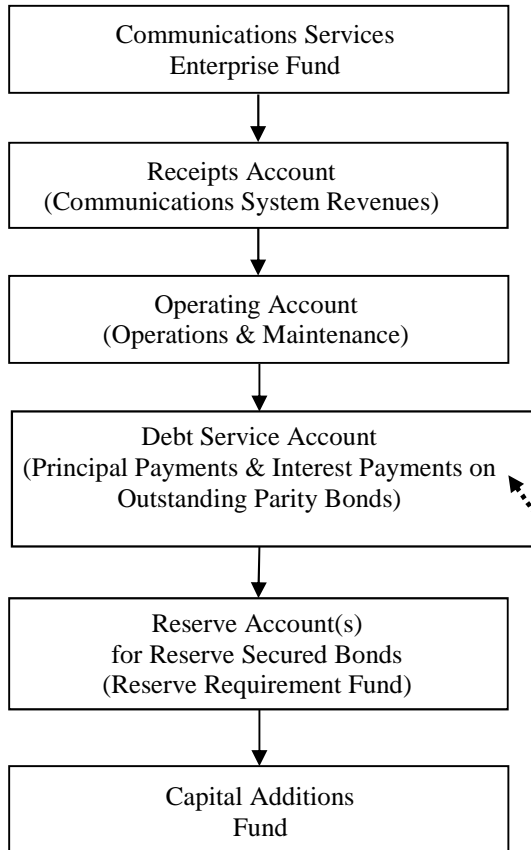 Communications Services
Enterprise Fund
Receipts Account
(Communications System Revenues)
Operating Account
(Operations & Maintenance)
Debt Service Account
(Principal Payments & Interest Payments on
Outstanding Parity Bonds)
Reserve Account(s)
for Reserve Secured Bonds
(Reserve Requirement Fund)
Capital Additions
Fund